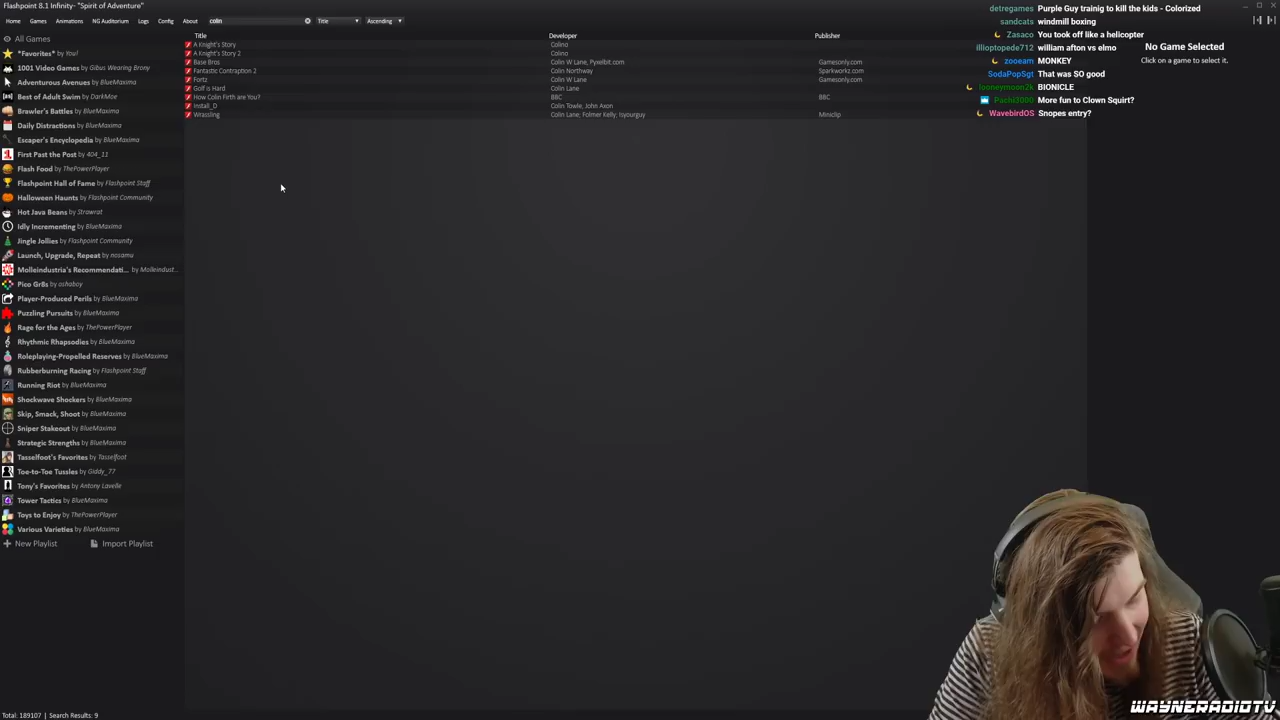 Flashpoint 8.1 Infinity- "Spirit of Adventure"
Home Games Animations NG Auditorium Logs Config About colin Title Ascending
All Games
*Favorites* by You!
1001 Video Games by Gibus Wearing Brony
Adventurous Avenues by BlueMaxima
Best of Adult Swim by DarkMoe
Brawler's Battles by BlueMaxima
Daily Distractions by BlueMaxima
Escaper's Encyclopedia by BlueMaxima
First Past the Post by 404_11
Flash Food by ThePowerPlayer
Flashpoint Hall of Fame by Flashpoint Staff
Halloween Haunts by Flashpoint Community
Hot Java Beans by Strawrat
Idly Incrementing by BlueMaxima
Jingle Jollies by Flashpoint Community
Launch, Upgrade, Repeat by nosamu
Molleindustria's Recommendati... by Molleindust...
Pico Gr8s by oshaboy
Player-Produced Perils by BlueMaxima
Puzzling Pursuits by BlueMaxima
Rage for the Ages by ThePowerPlayer
Rhythmic Rhapsodies by BlueMaxima
Roleplaying-Propelled Reserves by BlueMaxima
Rubberburning Racing by Flashpoint Staff
Running Riot by BlueMaxima
Shockwave Shockers by BlueMaxima
Skip, Smack, Shoot by BlueMaxima
Sniper Stakeout by BlueMaxima
Strategic Strengths by BlueMaxima
Tasselfoot's Favorites by Tasselfoot
Toe-to-Toe Tussles by Giddy_77
Tony's Favorites by Antony Lavelle
Tower Tactics by BlueMaxima
Toys to Enjoy by ThePowerPlayer
Various Varieties by BlueMaxima
New Playlist Import Playlist
Total: 189107 | Search Results: 9
Title Developer Publisher
A Knight's Story Colino
A Knight's Story 2 Colino
Base Bros Colin W Lane, Pyxelbit.com Gamesonly.com
Fantastic Contraption 2 Colin Northway Sparkworkz.com
Fortz Colin W Lane Gamesonly.com
Golf is Hard Colin Lane
How Colin Firth are You? BBC BBC
Install_D Colin Towle, John Axon
Wrassling Colin Lane; Folmer Kelly; Isyourguy Miniclip
detregames Purple Guy trainig to kill the kids - Colorized
sandcats windmill boxing
Zasaco You took off like a helicopter
illioptopede712 william afton vs elmo
zooeam MONKEY
SodaPopSgt That was SO good
looneymoon2k BIONICLE
Pachi3000 More fun to Clown Squirt?
WavebirdOS Snopes entry?
No Game Selected
Click on a game to select it.
WAYNERADIOTV